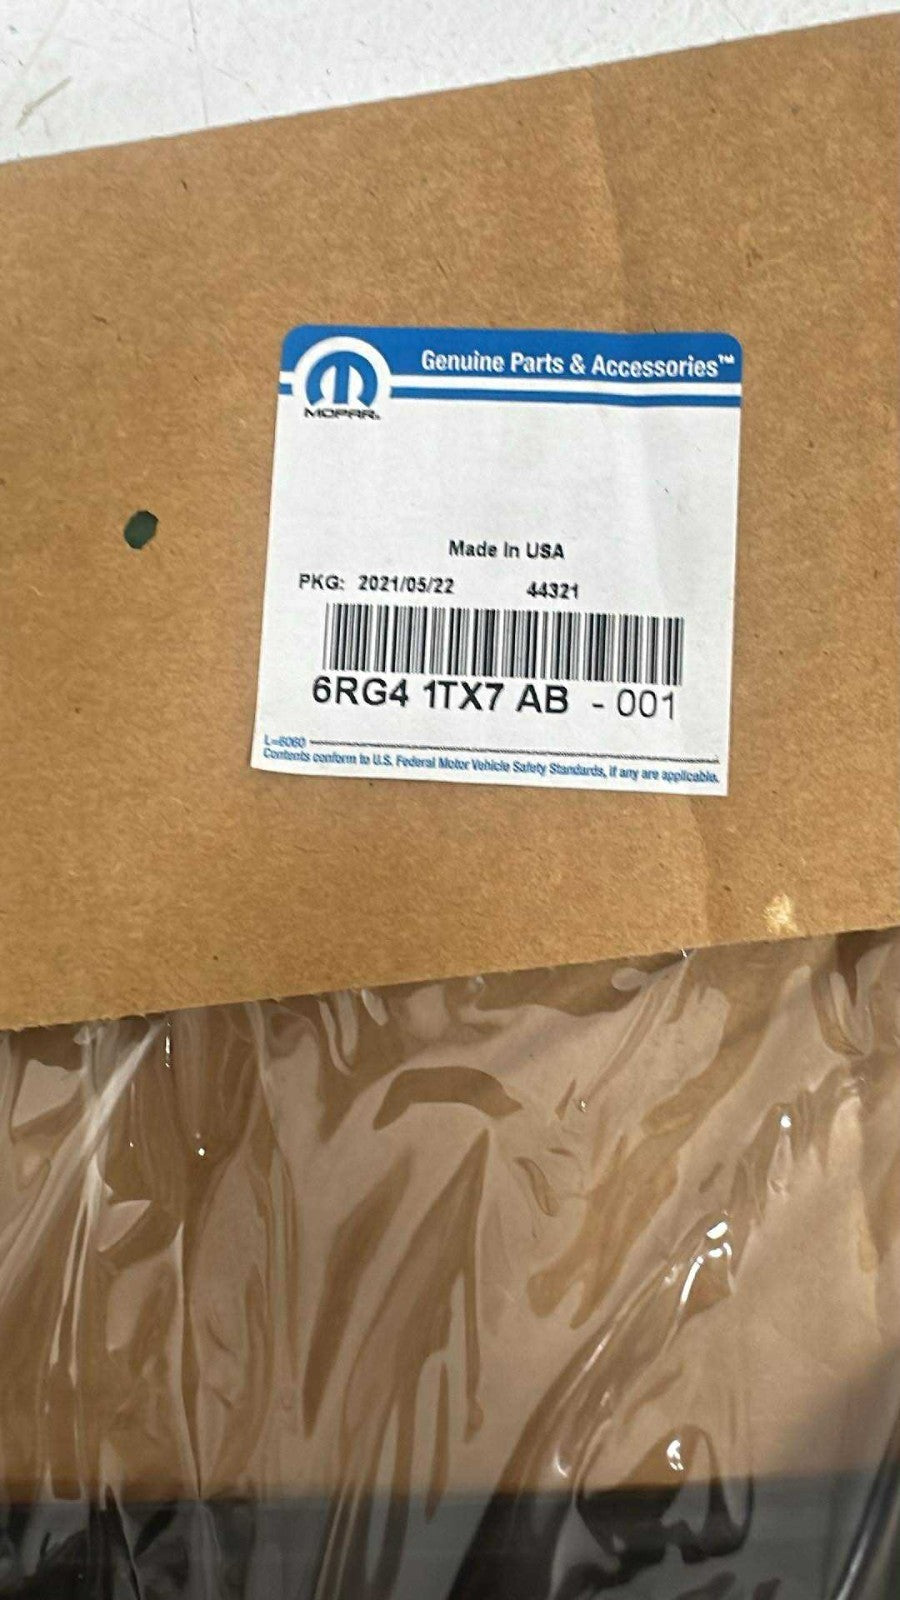 Genuine Parts & Accessories™
MOPAR®
Made In USA
PKG: 2021/05/22 44321
6RG4 1TX7 AB - 001
L-6060
Contents conform to U.S. Federal Motor Vehicle Safety Standards, if any are applicable.